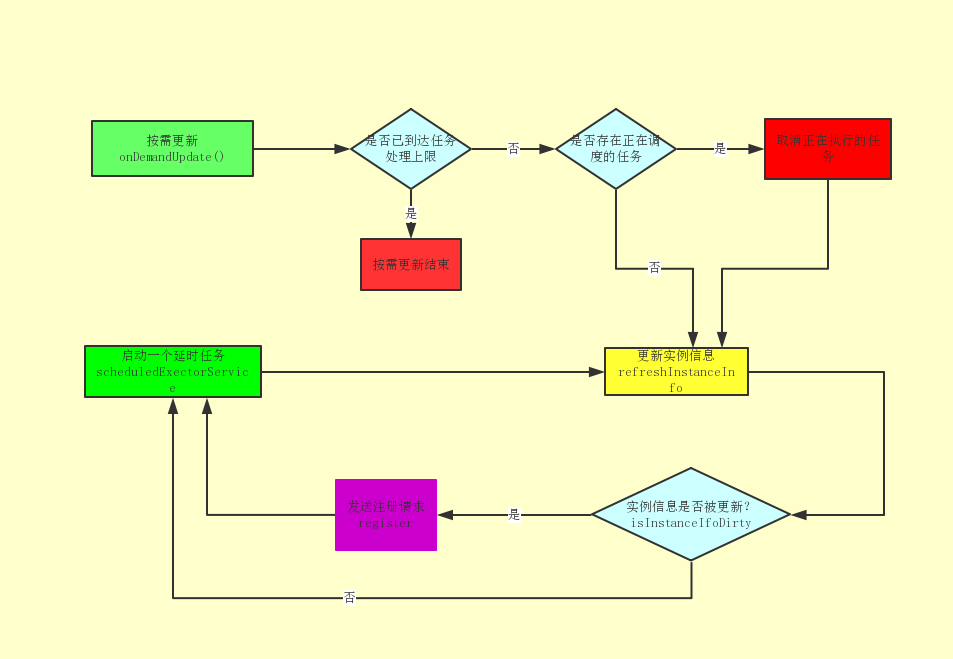 按需更新
onDemandUpdate()
是否已到达任务
处理上限
否
是否存在正在调
度的任务
是
取消正在执行的任
务
是
按需更新结束
否
启动一个延时任务
scheduledExectorServic
e
更新实例信息
refreshInstanceIn
fo
发送注册请求
register
是
实例信息是否被更新?
isInstanceIfoDirty
否